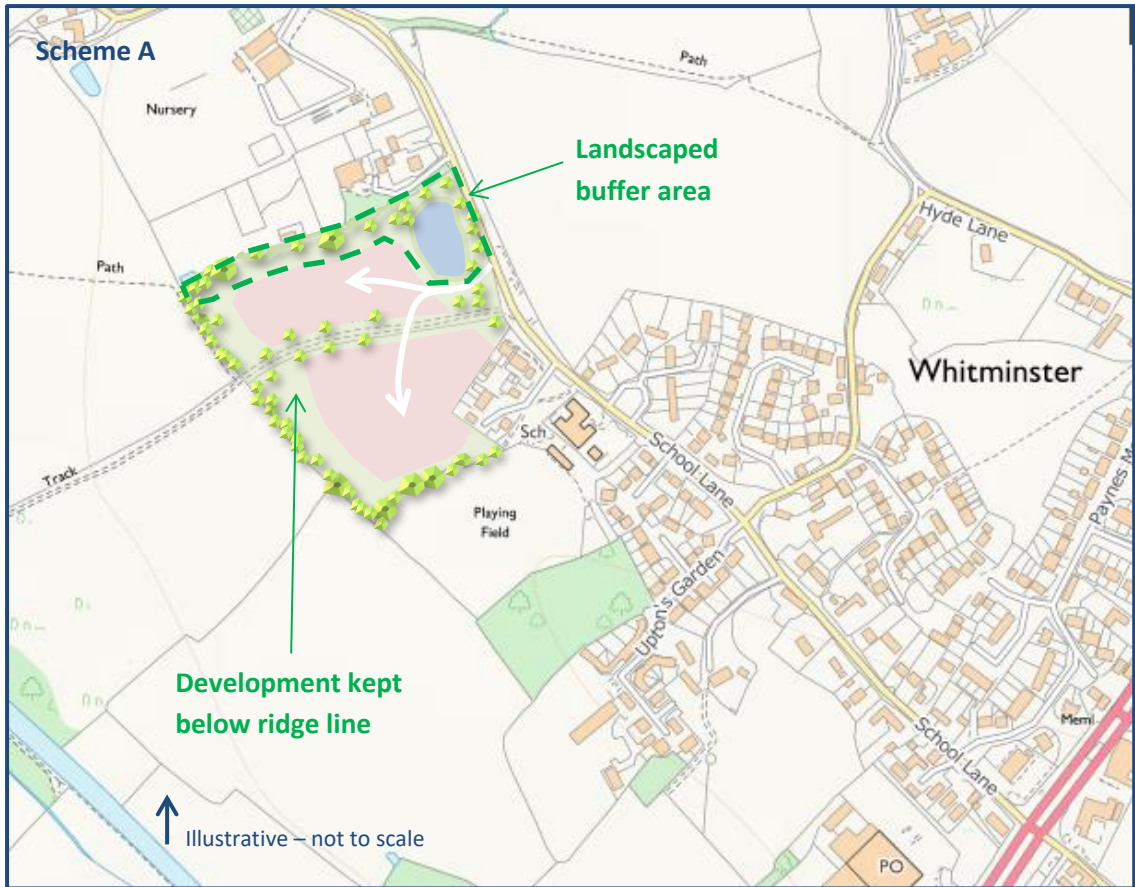 Scheme A
Path
Nursery
Landscaped
buffer area
Hyde Lane
Path
Whitminster
Sch
School Lane
Track
Playing
Field
Upton's Garden
Development kept
below ridge line
School Lane
Meml
Illustrative – not to scale
PO